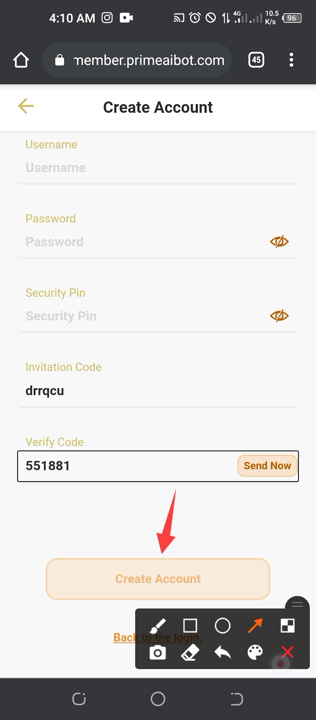 4:10 AM
4G
10.5
K/s
96
member.primeaibot.com
45
Create Account
Username
Username
Password
Password
Security Pin
Security Pin
Invitation Code
drrqcu
Verify Code
551881
Send Now
Create Account
Back to the login.